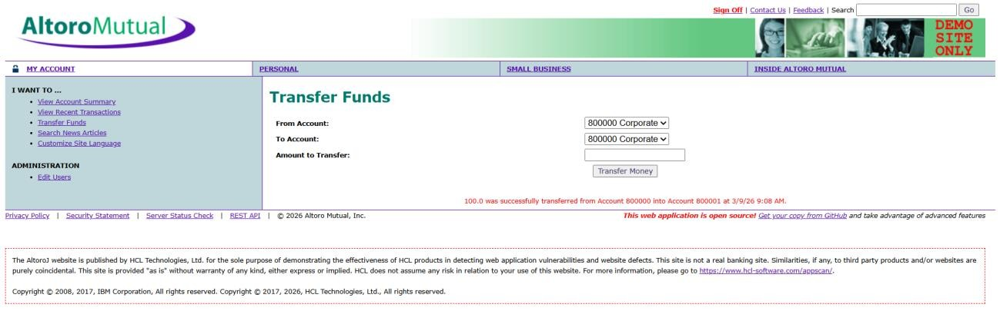 Sign Off | Contact Us | Feedback | Search Go
AltoroMutual
DEMO
SITE
ONLY
MY ACCOUNT PERSONAL SMALL BUSINESS INSIDE ALTORO MUTUAL
I WANT TO ...
• View Account Summary
• View Recent Transactions
• Transfer Funds
• Search News Articles
• Customize Site Language
ADMINISTRATION
• Edit Users
Transfer Funds
From Account: 800000 Corporate
To Account: 800000 Corporate
Amount to Transfer:
Transfer Money
100.0 was successfully transferred from Account 800000 into Account 800001 at 3/9/26 9:08 AM.
Privacy Policy | Security Statement | Server Status Check | REST API | © 2026 Altoro Mutual, Inc. This web application is open source! Get your copy from GitHub and take advantage of advanced features
The AltoroJ website is published by HCL Technologies, Ltd. for the sole purpose of demonstrating the effectiveness of HCL products in detecting web application vulnerabilities and website defects. This site is not a real banking site. Similarities, if any, to third party products and/or websites are
purely coincidental. This site is provided "as is" without warranty of any kind, either express or implied. HCL does not assume any risk in relation to your use of this website. For more information, please go to https://www.hcl-software.com/appscan/.
Copyright © 2008, 2017, IBM Corporation, All rights reserved. Copyright © 2017, 2026, HCL Technologies, Ltd., All rights reserved.